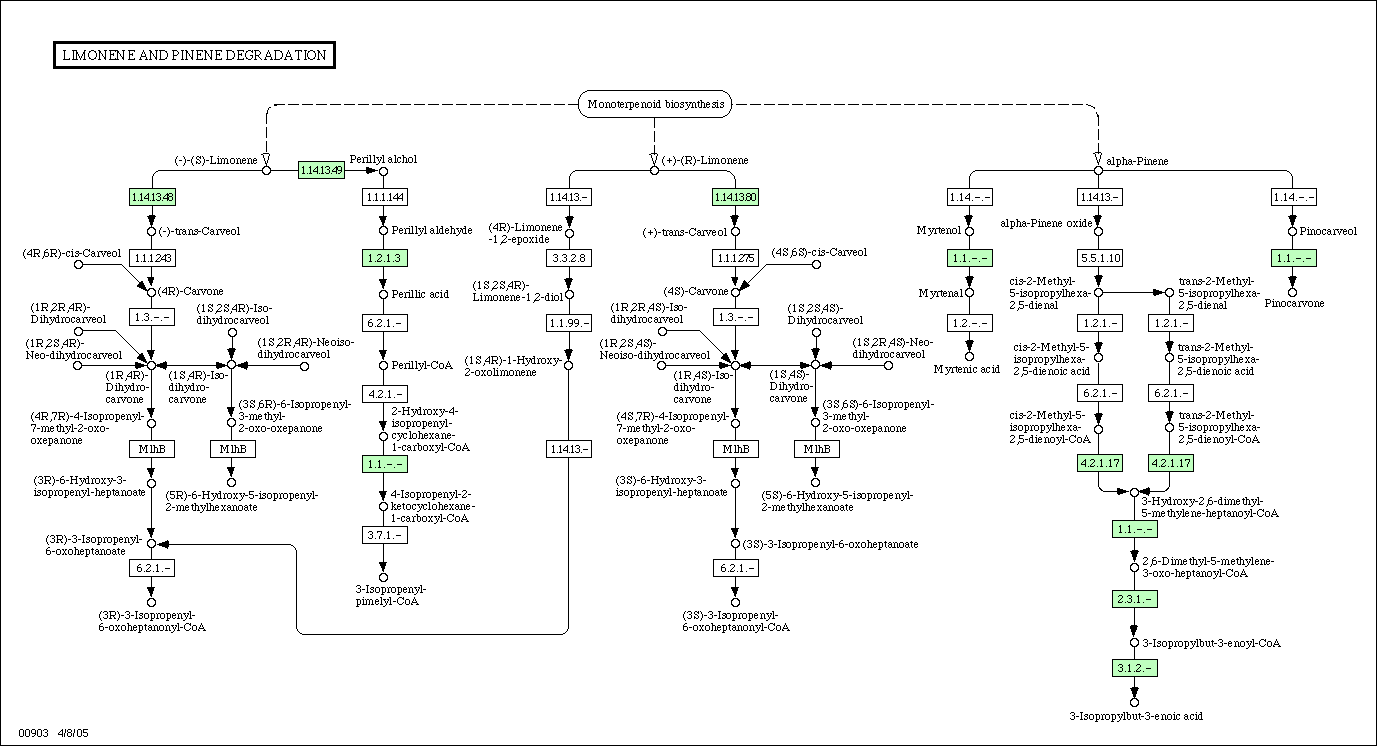 LIMONENE AND PINENE DEGRADATION
Monoterpenoid biosynthesis
(-)-(S)-Limonene
1.14.13.49
Perillyl alchol
(+)-(R)-Limonene
alpha-Pinene
1.14.13.48
1.1.1.144
1.14.13.-
1.14.13.80
1.14.-.-
1.14.13.-
1.14.-.-
(-)-trans-Carveol
Perillyl aldehyde
(4R)-Limonene
-1,2-epoxide
(+)-trans-Carveol
Myrtenol
alpha-Pinene oxide
Pinocarveol
(4R,6R)-cis-Carveol
1.1.1.243
1.2.1.3
3.3.2.8
1.1.1.275
(4S,6S)-cis-Carveol
1.1.-.-
5.5.1.10
1.1.-.-
(4R)-Carvone
Perillic acid
(1S,2S,4R)-
Limonene-1,2-diol
(4S)-Carvone
Myrtenal
cis-2-Methyl-
5-isopropylhexa-
2,5-dienal
trans-2-Methyl-
5-isopropylhexa-
2,5-dienal
Pinocarvone
(1R,2R,4R)-
Dihydrocarveol
1.3.-.-
(1S,2S,4R)-Iso-
dihydrocarveol
6.2.1.-
1.1.99.-
(1R,2R,4S)-Iso-
dihydrocarveol
1.3.-.-
(1S,2S,4S)-
Dihydrocarveol
1.2.-.-
1.2.1.-
1.2.1.-
(1R,2S,4R)-
Neo-dihydrocarveol
(1S,2R,4R)-Neoiso-
dihydrocarveol
Perillyl-CoA
(1S,4R)-1-Hydroxy-
2-oxolimonene
(1R,2S,4S)-
Neoiso-dihydrocarveol
(1S,2R,4S)-Neo-
dihydrocarveol
Myrtenic acid
cis-2-Methyl-5-
isopropylhexa-
2,5-dienoic acid
trans-2-Methyl-
5-isopropylhexa-
2,5-dienoic acid
(1R,4R)-
Dihydro-
carvone
(1S,4R)-Iso-
dihydro-
carvone
4.2.1.-
(1R,4S)-Iso-
dihydro-
carvone
(1S,4S)-
Dihydro-
carvone
6.2.1.-
6.2.1.-
(4R,7R)-4-Isopropenyl-
7-methyl-2-oxo-
oxepanone
(3S,6R)-6-Isopropenyl-
3-methyl-
2-oxo-oxepanone
2-Hydroxy-4-
isopropenyl-
cyclohexane-
1-carboxyl-CoA
(4S,7R)-4-Isopropenyl-
7-methyl-2-oxo-
oxepanone
(3S,6S)-6-Isopropenyl-
3-methyl-
2-oxo-oxepanone
cis-2-Methyl-5-
isopropylhexa-
2,5-dienoyl-CoA
trans-2-Methyl-
5-isopropylhexa-
2,5-dienoyl-CoA
MlhB
MlhB
1.1.-.-
1.14.13.-
MlhB
MlhB
4.2.1.17
4.2.1.17
(3R)-6-Hydroxy-3-
isopropenyl-heptanoate
(5R)-6-Hydroxy-5-isopropenyl-
2-methylhexanoate
4-Isopropenyl-2-
ketocyclohexane-
1-carboxyl-CoA
(3S)-6-Hydroxy-3-
isopropenyl-heptanoate
(5S)-6-Hydroxy-5-isopropenyl-
2-methylhexanoate
3-Hydroxy-2,6-dimethyl-
5-methylene-heptanoyl-CoA
3.7.1.-
1.1.-.-
(3R)-3-Isopropenyl-
6-oxoheptanoate
(3S)-3-Isopropenyl-6-oxoheptanoate
6.2.1.-
6.2.1.-
2,6-Dimethyl-5-methylene-
3-oxo-heptanoyl-CoA
3-Isopropenyl-
pimelyl-CoA
2.3.1.-
(3R)-3-Isopropenyl-
6-oxoheptanonyl-CoA
(3S)-3-Isopropenyl-
6-oxoheptanonyl-CoA
3-Isopropylbut-3-enoyl-CoA
3.1.2.-
3-Isopropylbut-3-enoic acid
00903 4/8/05